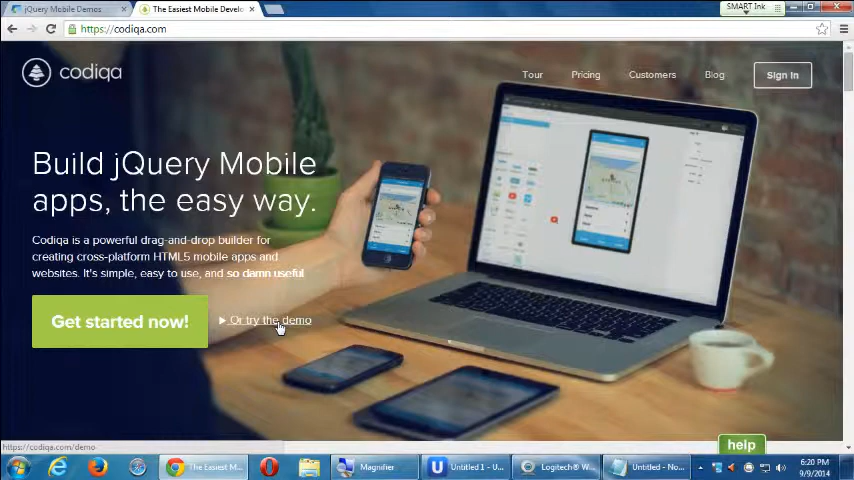 jQuery Mobile Demos
The Easiest Mobile Develo
SMART Ink
https://codiqa.com
codiqa
Tour
Pricing
Customers
Blog
Sign In
Build jQuery Mobile
apps, the easy way.
Codiqa is a powerful drag-and-drop builder for
creating cross-platform HTML5 mobile apps and
websites. It's simple, easy to use, and so damn useful
Get started now!
Or try the demo
https://codiqa.com/demo
help
The Easiest M...
Magnifier
Untitled 1 - U...
Logitech® W...
Untitled - No...
6:20 PM
9/9/2014